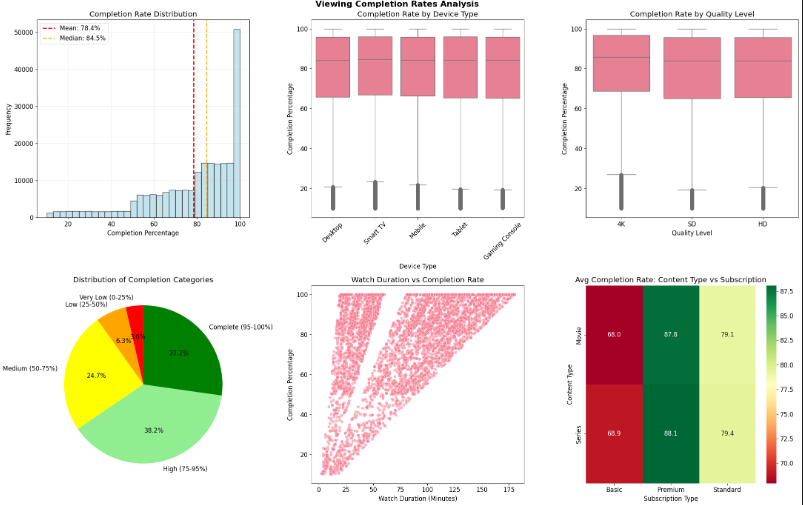 Viewing Completion Rates Analysis
Completion Rate Distribution
Mean: 78.4%
Median: 84.5%
50000
40000
30000
20000
10000
0
Frequency
20 40 60 80 100
Completion Percentage
Completion Rate by Device Type
100
80
60
40
20
Completion Percentage
Desktop
Smart TV
Mobile
Tablet
Gaming Console
Device Type
Completion Rate by Quality Level
100
80
60
40
20
Completion Percentage
4K SD HD
Quality Level
Distribution of Completion Categories
Very Low (0-25%)
Low (25-50%)
Complete (95-100%)
6.3%
27.2%
Medium (50-75%)
24.7%
38.2%
High (75-95%)
Watch Duration vs Completion Rate
100
80
60
40
20
Completion Percentage
0 25 50 75 100 125 150 175
Watch Duration (Minutes)
Avg Completion Rate: Content Type vs Subscription
Content Type
Movie
68.0 87.8 79.1
Series
68.9 88.1 79.4
Basic Premium Standard
Subscription Type
87.5
85.0
82.5
80.0
77.5
75.0
72.5
70.0